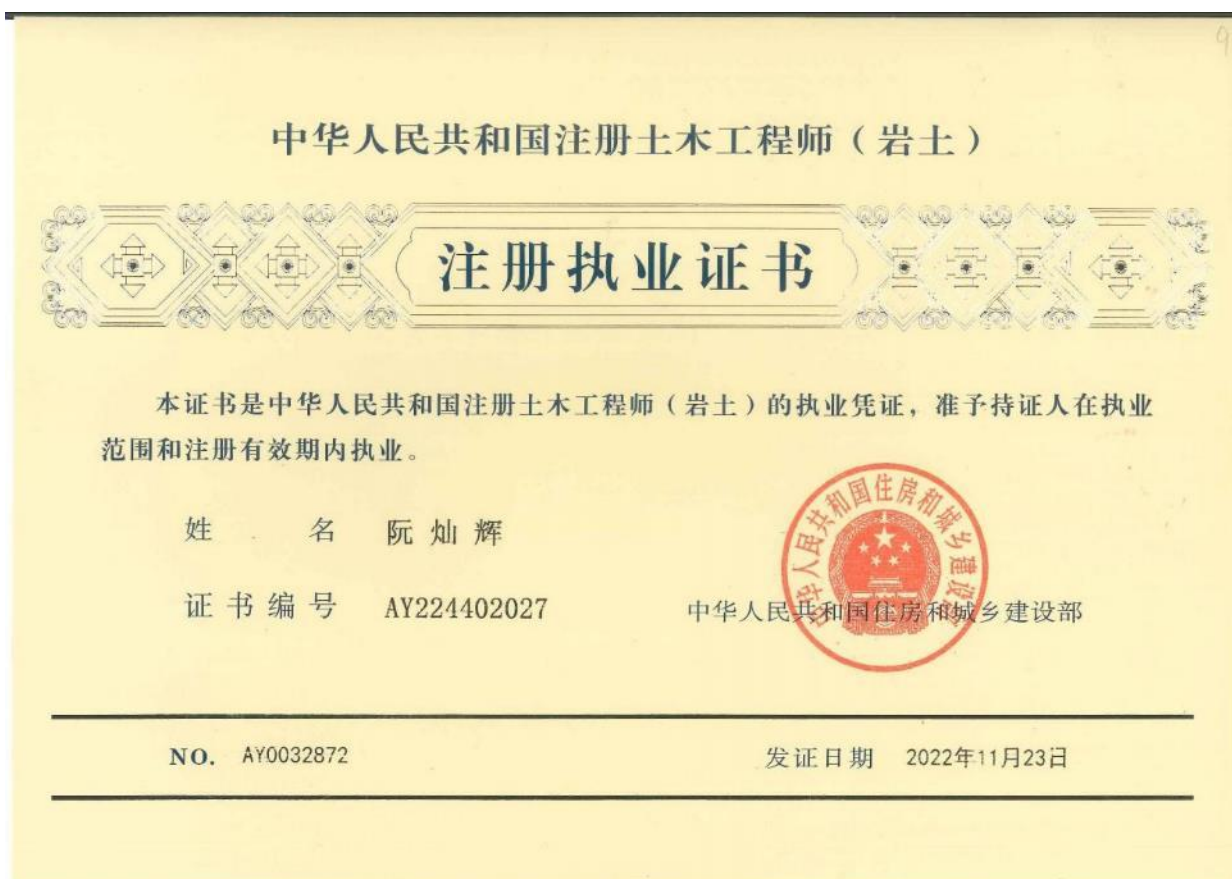 中华人民共和国注册土木工程师（岩土）
注册执业证书
本证书是中华人民共和国注册土木工程师（岩土）的执业凭证，准予持证人在执业
范围和注册有效期内执业。
姓 名 阮灿辉
证书编号 AY224402027
中华人民共和国住房和城乡建设部
中华人民共和国住房和城乡建设部
NO. AY0032872
发证日期 2022年11月23日
9